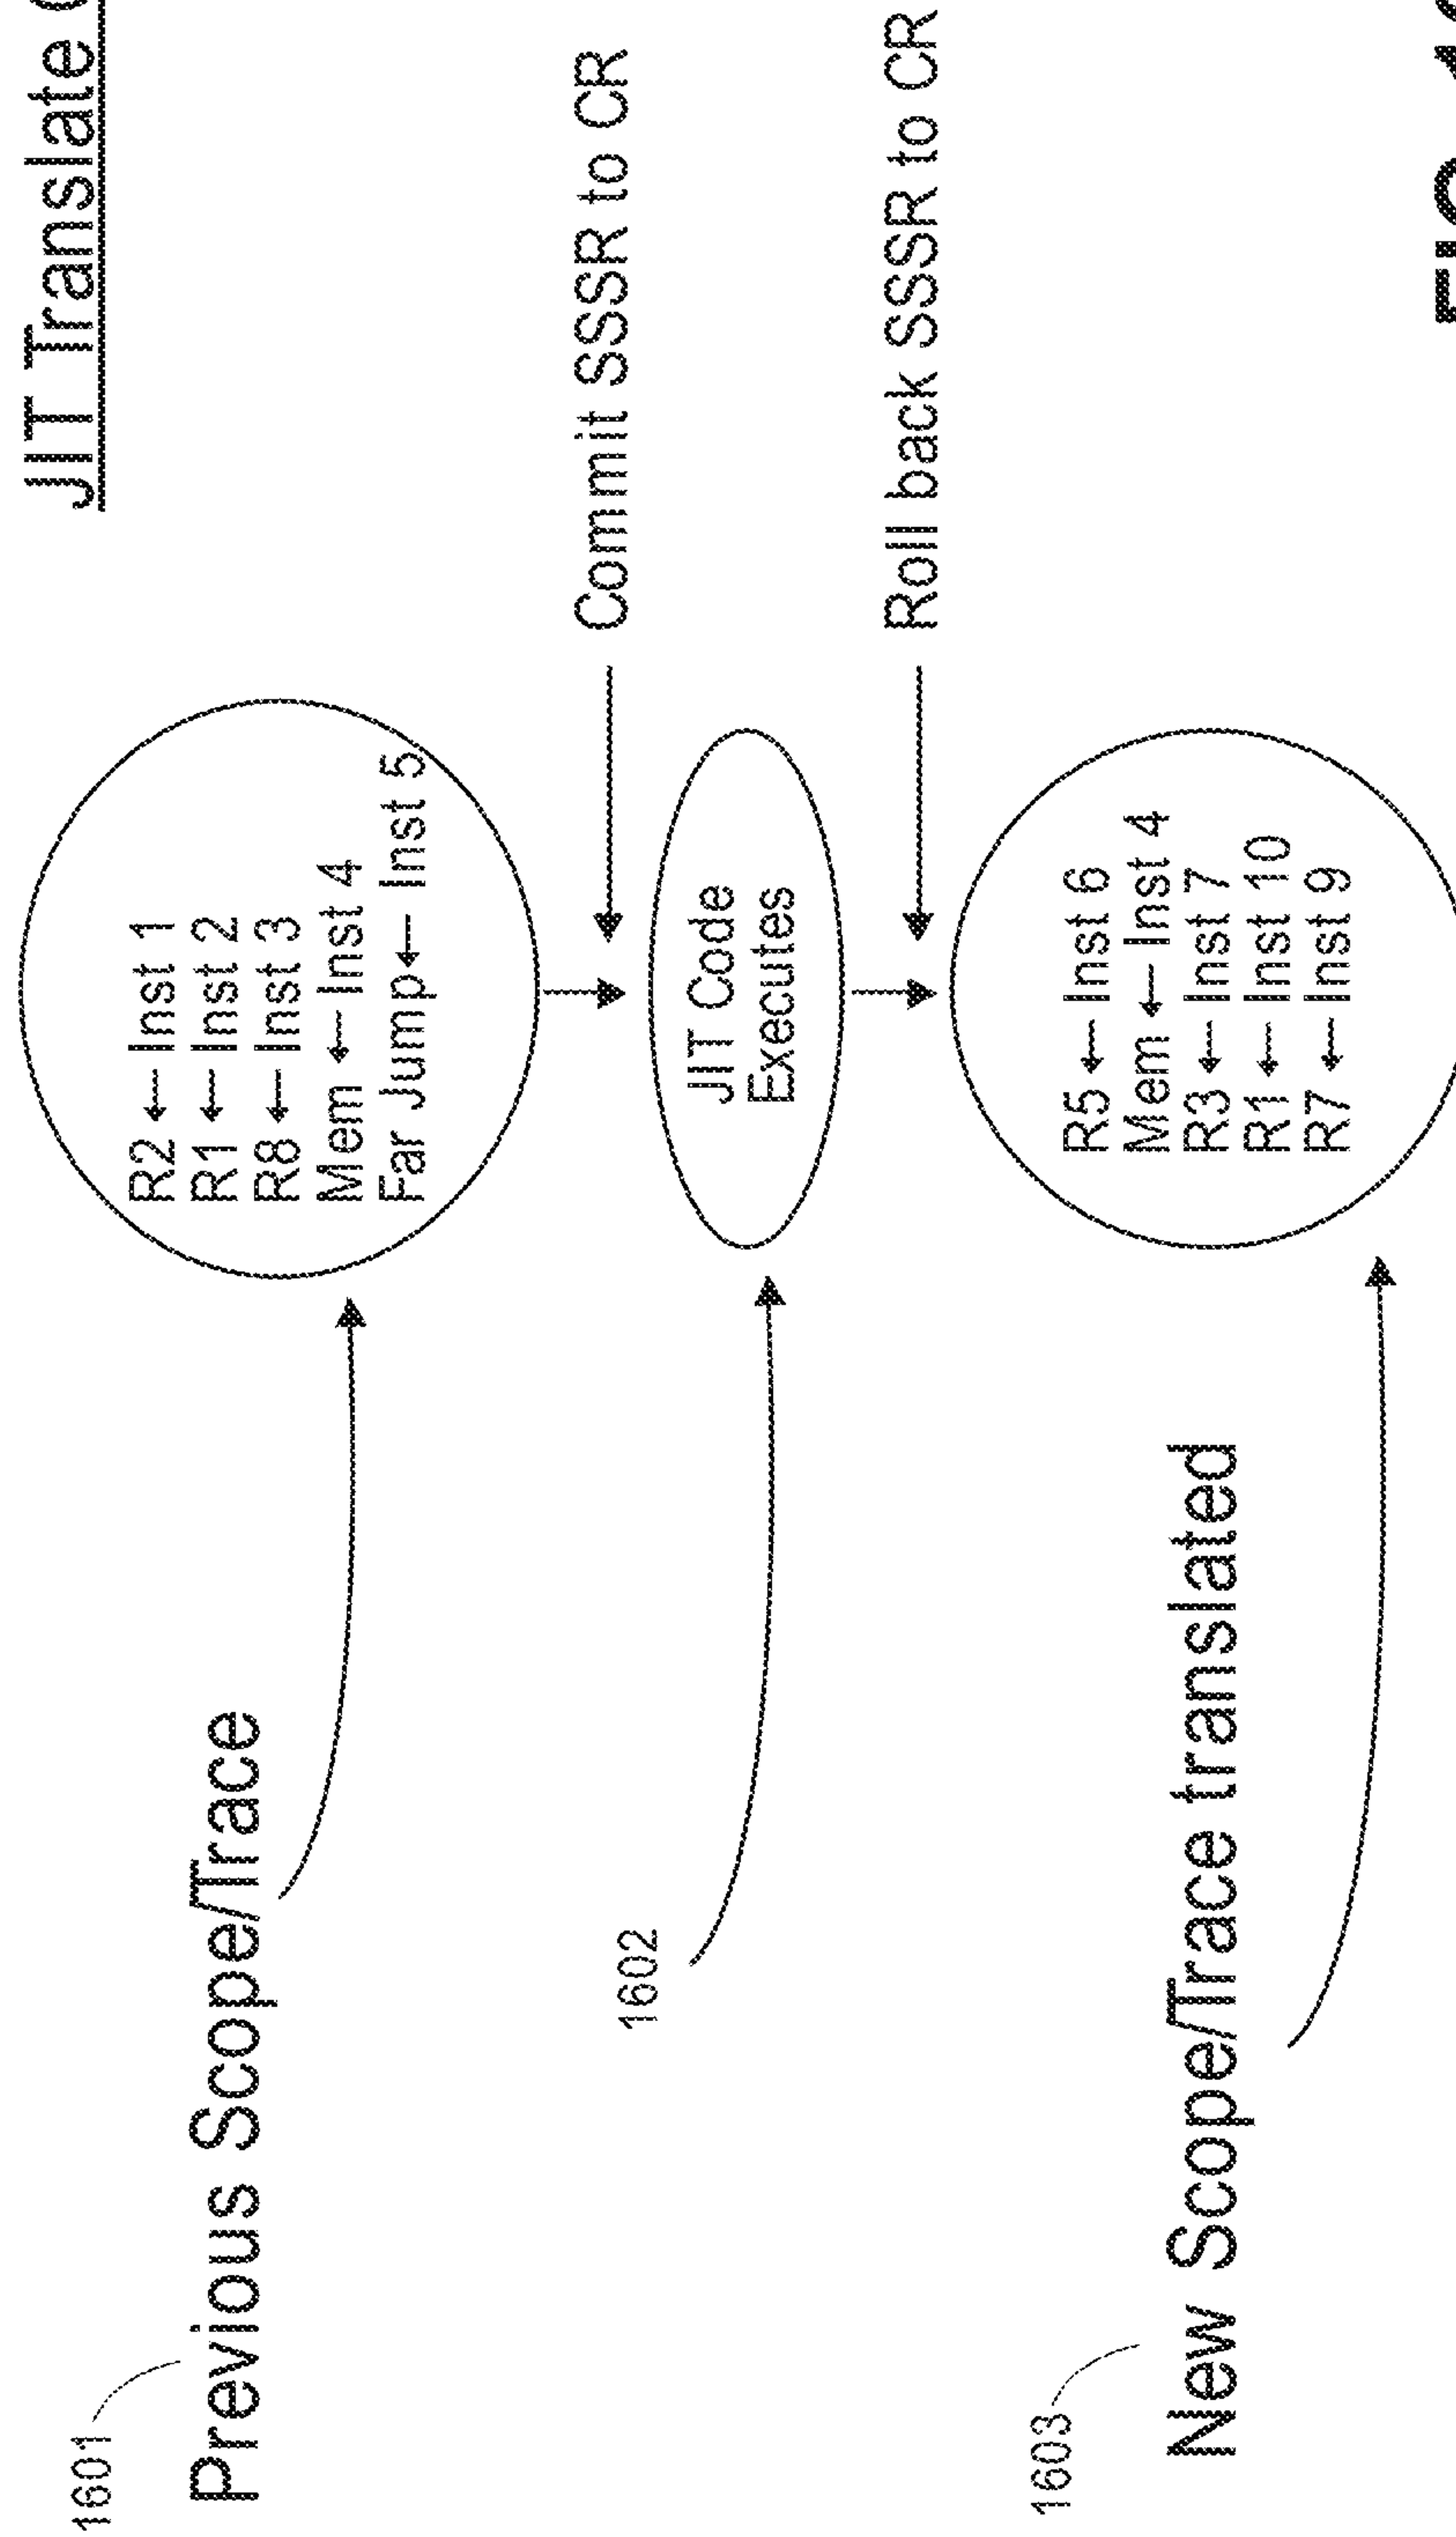 JIT Translate
1601
Previous Scope/Trace
R2 ← Inst 1
R1 ← Inst 2
R8 ← Inst 3
Mem ← Inst 4
Far Jump ← Inst 5
Commit SSSR to CR
1602
JIT Code
Executes
Roll back SSSR to CR
1603
New Scope/Trace translated
R5 ← Inst 6
Mem ← Inst 4
R3 ← Inst 7
R1 ← Inst 10
R7 ← Inst 9